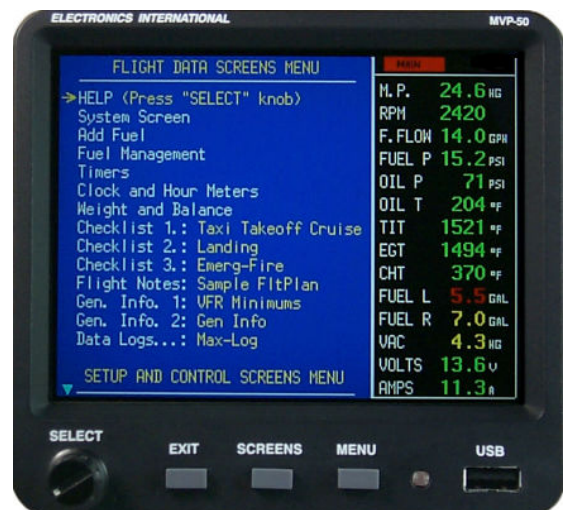 ELECTRONICS INTERNATIONAL
MVP-50
FLIGHT DATA SCREENS MENU
HELP (Press "SELECT" knob)
System Screen
Add Fuel
Fuel Management
Timers
Clock and Hour Meters
Weight and Balance
Checklist 1.: Taxi Takeoff Cruise
Checklist 2.: Landing
Checklist 3.: Emerg-Fire
Flight Notes: Sample FltPlan
Gen. Info. 1: VFR Minimums
Gen. Info. 2: Gen Info
Data Logs...: Max-Log
SETUP AND CONTROL SCREENS MENU
MAIN
M.P. 24.6 HG
RPM 2420
F.FLOW 14.0 GPH
FUEL P 15.2 PSI
OIL P 71 PSI
OIL T 204 °F
TIT 1521 °F
EGT 1494 °F
CHT 370 °F
FUEL L 5.5 GAL
FUEL R 7.0 GAL
VAC 4.3 HG
VOLTS 13.6 V
AMPS 11.3 A
SELECT
EXIT
SCREENS
MENU
USB